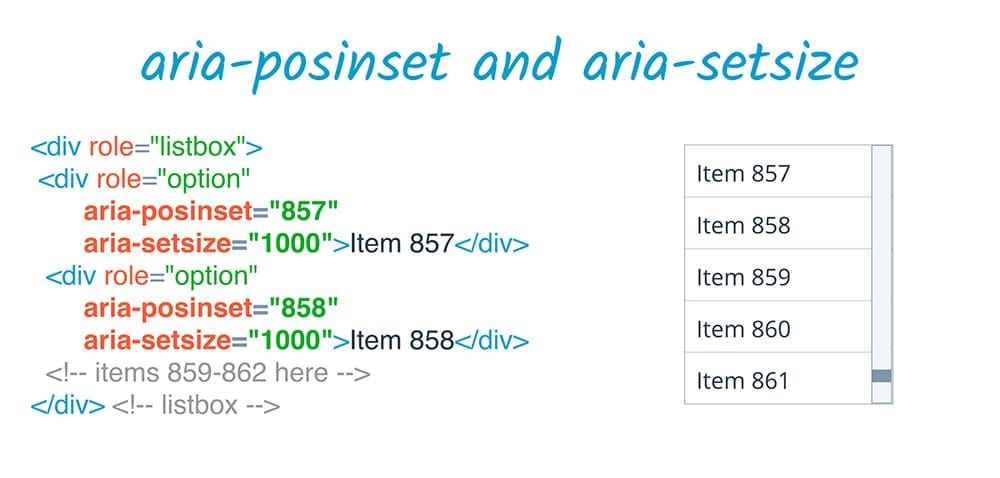 aria-posinset and aria-setsize
<div role="listbox">
<div role="option"
aria-posinset="857"
aria-setsize="1000">Item 857</div>
<div role="option"
aria-posinset="858"
aria-setsize="1000">Item 858</div>
<!-- items 859-862 here -->
</div> <!-- listbox -->
Item 857
Item 858
Item 859
Item 860
Item 861